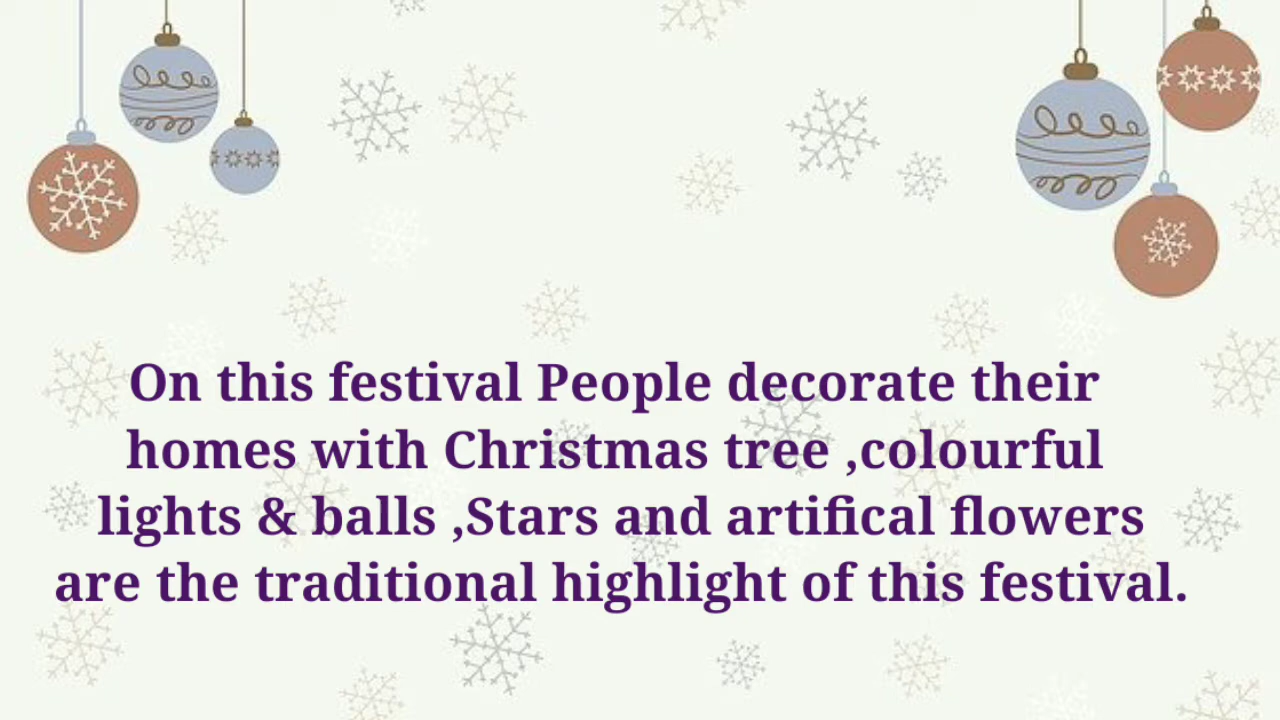 On this festival People decorate their
homes with Christmas tree ,colourful
lights & balls ,Stars and artifical flowers
are the traditional highlight of this festival.